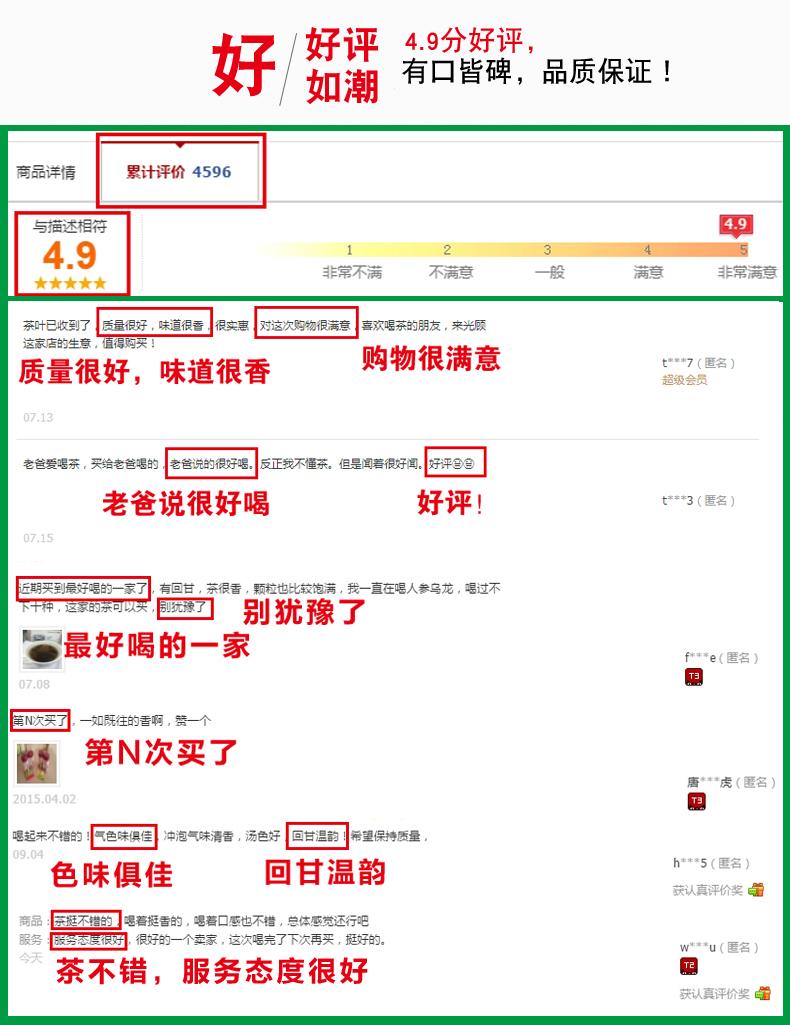 好
好评
如潮
4.9分好评，
有口皆碑，品质保证！
商品详情
累计评价 4596
与描述相符
4.9
4.9
1 2 3 4 5
非常不满 不满意 一般 满意 非常满意
茶叶已收到了，质量很好，味道很香，很实惠，对这次购物很满意，喜欢喝茶的朋友，来光顾
这家店的生意，值得购买！
质量很好，味道很香
购物很满意
t***7（匿名）
超级会员
07.13
老爸爱喝茶，买给老爸喝的，老爸说的很好喝。反正我不懂茶。但是闻着很好闻。好评😄😄
老爸说很好喝
好评！
t***3（匿名）
07.15
近期买到最好喝的一家了，有回甘，茶很香，颗粒也比较饱满，我一直在喝人参乌龙，喝过不
下十种，这家的茶可以买，别犹豫了
别犹豫了
最好喝的一家
f***e（匿名）
T3
07.08
第N次买了，一如既往的香啊，赞一个
第N次买了
唐***虎（匿名）
T3
2015.04.02
喝起来不错的！气色味俱佳，冲泡气味清香，汤色好，回甘温韵！希望保持质量，
09.04
色味俱佳
回甘温韵
h***5（匿名）
获认真评价奖
商品：茶挺不错的，喝着挺香的，喝着口感也不错，总体感觉还行吧
服务：服务态度很好，很好的一个卖家，这次喝完了下次再买，挺好的。
今天
茶不错，服务态度很好
w***u（匿名）
T2
获认真评价奖